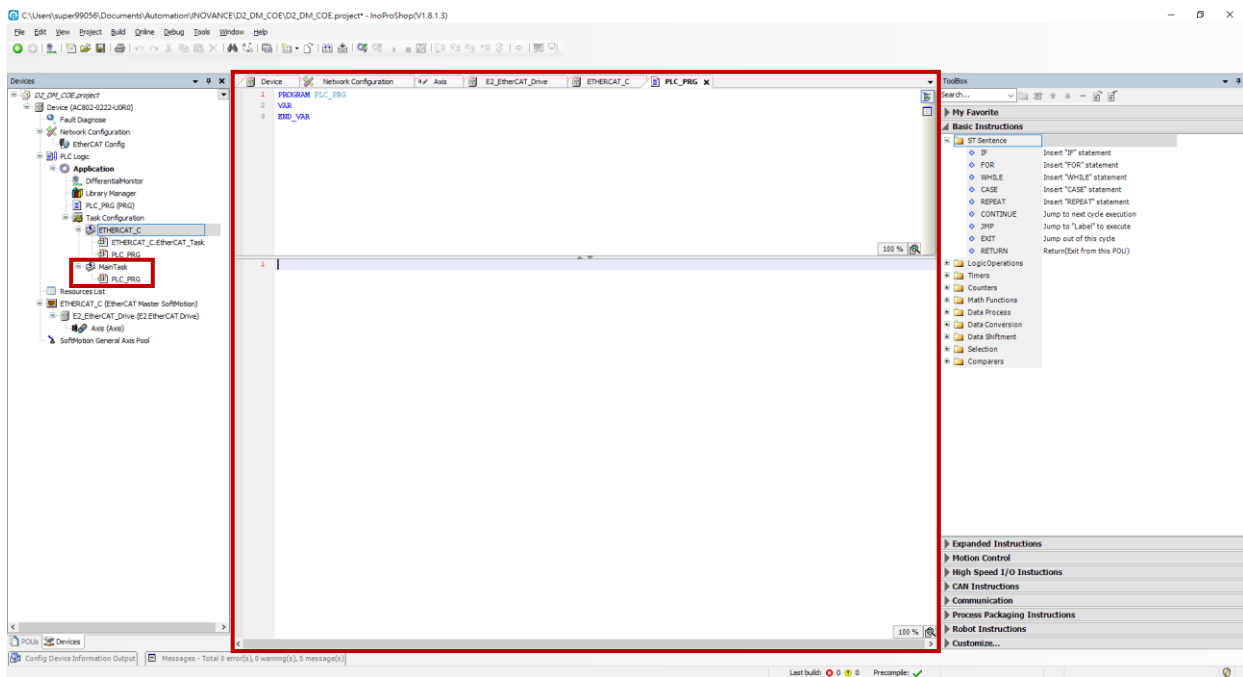 C:\Users\super99056\Documents\Automation\INOVANCE\D2_DM_COE\D2_DM_COE.project* - InoProShop(V1.8.1.3)
File Edit View Project Build Online Debug Tools Window Help
Devices
D2_DM_COE.project
Device (AC802-0222-U0R0)
Fault Diagnose
Network Configuration
EtherCAT Config
PLC Logic
Application
DifferentialMonitor
Library Manager
PLC_PRG (PRG)
Task Configuration
ETHERCAT_C
ETHERCAT_C.EtherCAT_Task
PLC_PRG
MainTask
PLC_PRG
Resources List
ETHERCAT_C (EtherCAT Master SoftMotion)
E2_EtherCAT_Drive (E2 EtherCAT Drive)
Axis (Axis)
SoftMotion General Axis Pool
POUs Devices
Device Network Configuration Axis E2_EtherCAT_Drive ETHERCAT_C PLC_PRG
1 PROGRAM PLC_PRG
2 VAR
3 END_VAR
100 %
1
100 %
ToolBox
Search...
My Favorite
Basic Instructions
ST Sentence
IF Insert "IF" statement
FOR Insert "FOR" statement
WHILE Insert "WHILE" statement
CASE Insert "CASE" statement
REPEAT Insert "REPEAT" statement
CONTINUE Jump to next cycle execution
JMP Jump to "Label" to execute
EXIT Jump out of this cycle
RETURN Return(Exit from this POU)
LogicOperations
Timers
Counters
Math Functions
Data Process
Data Conversion
Data Shiftment
Selection
Comparers
Expanded Instructions
Motion Control
High Speed I/O Instuctions
CAN Instructions
Communication
Process Packaging Instructions
Robot Instructions
Customize...
Config Device Information Output Messages - Total 0 error(s), 0 warning(s), 5 message(s)
Last build: 0 0 Precompile: